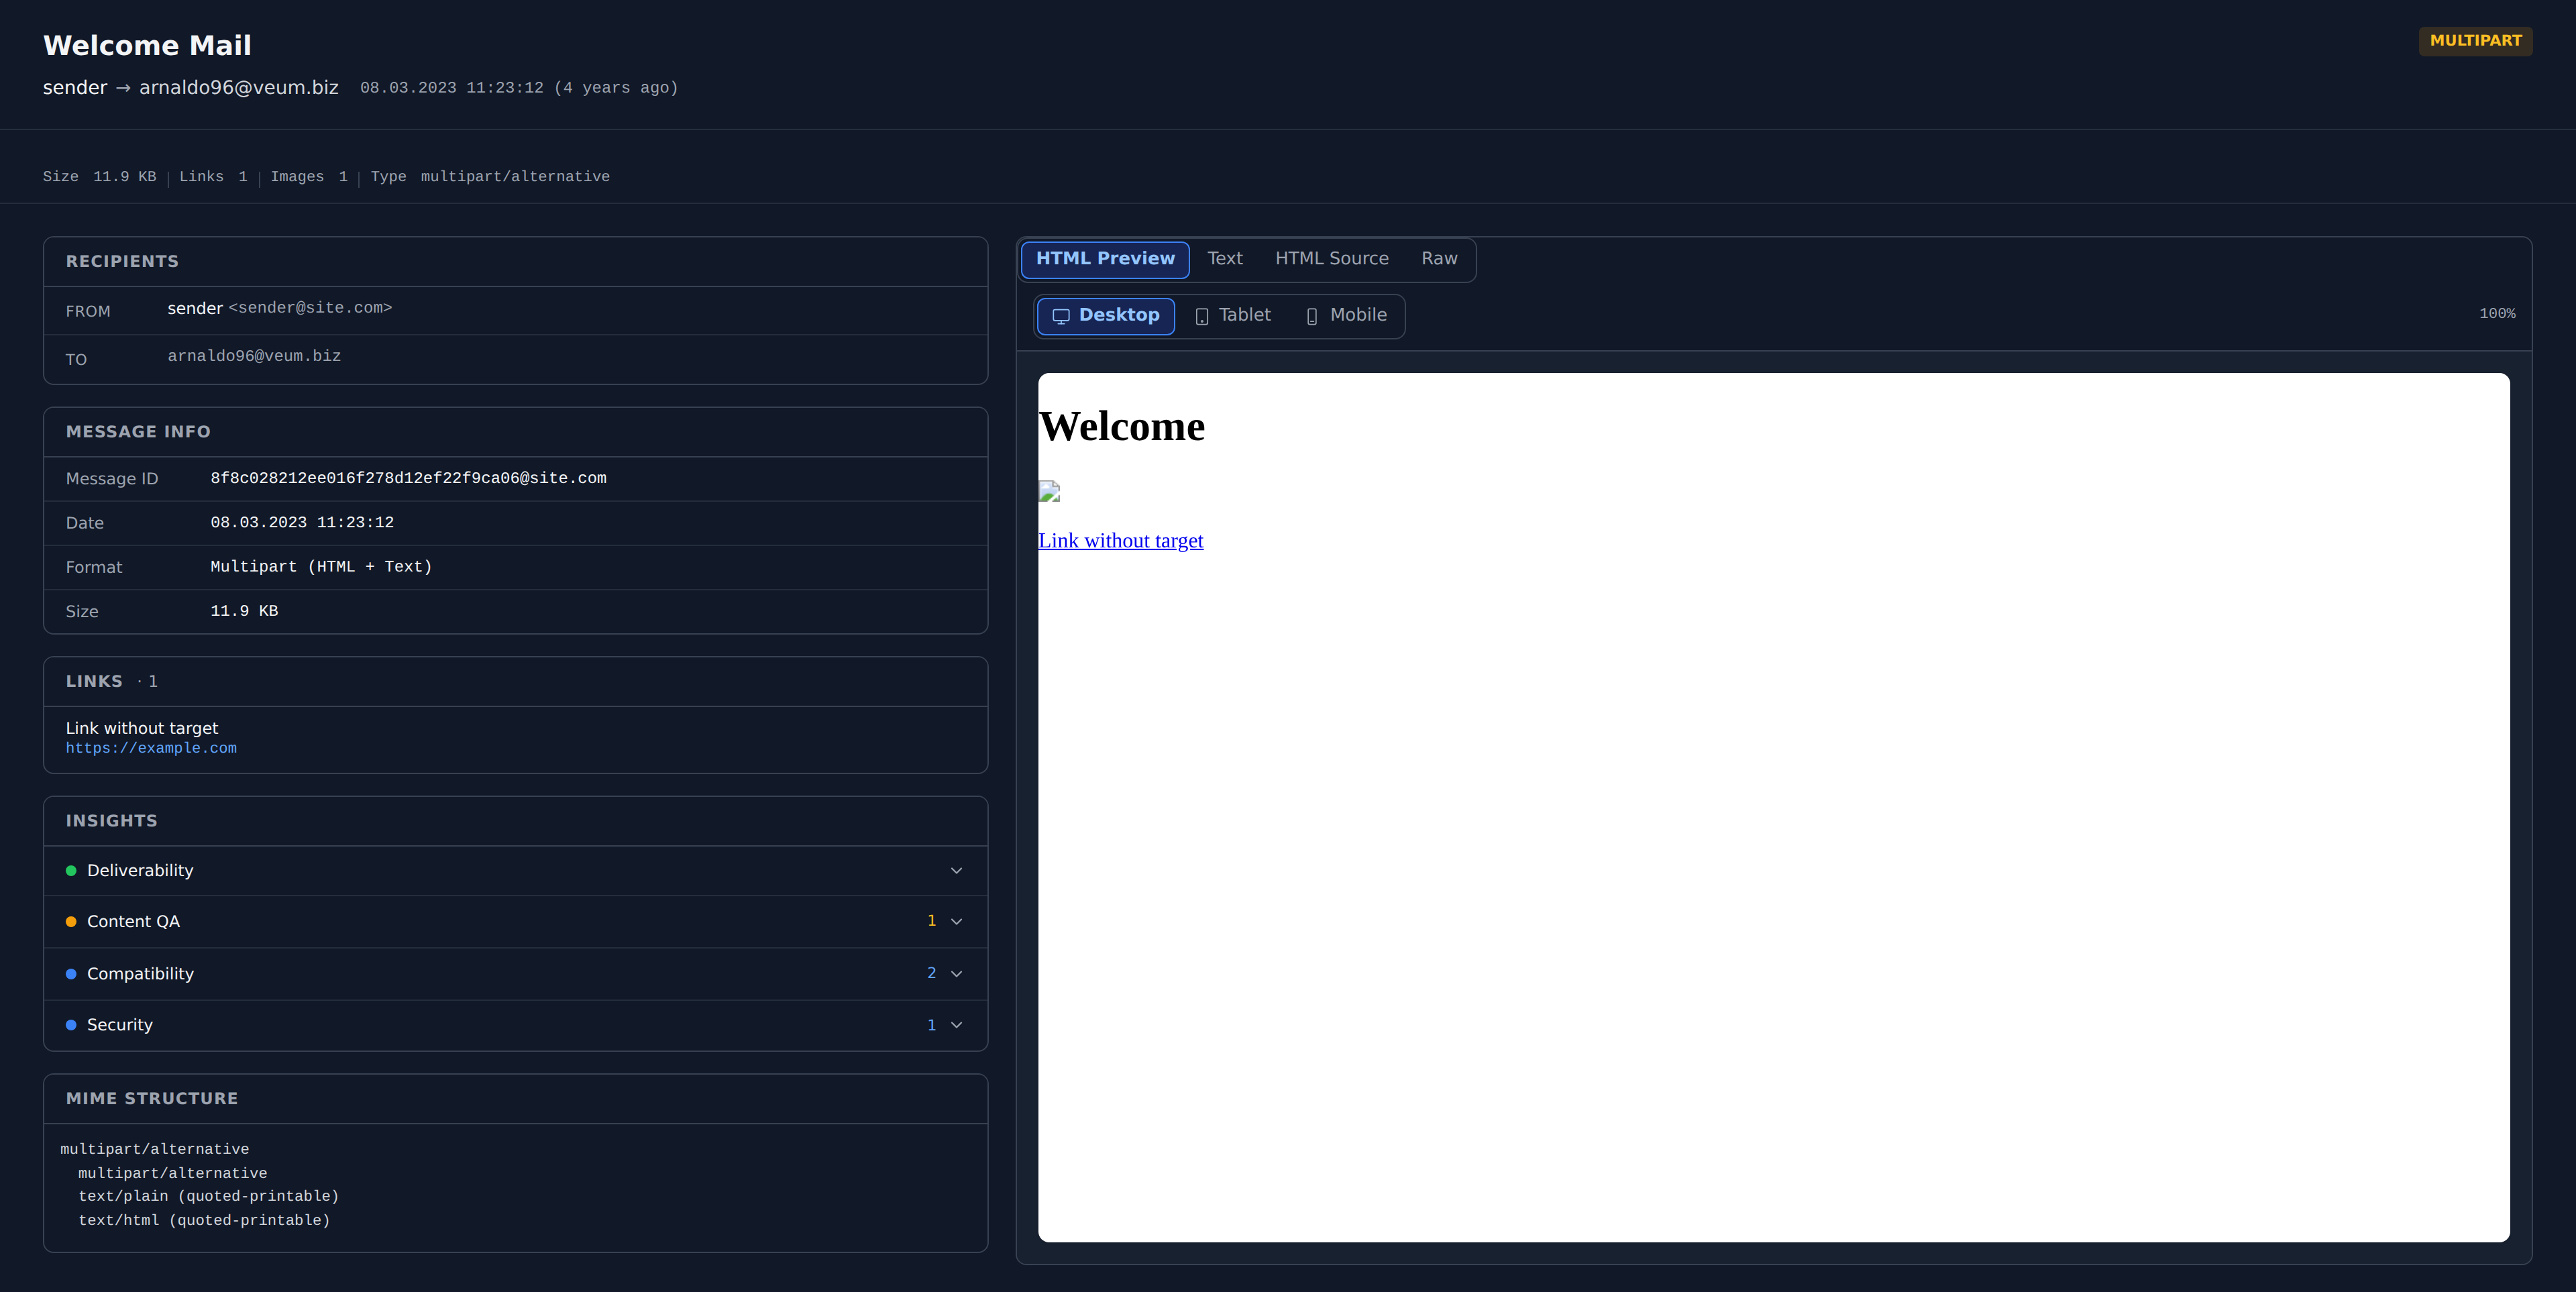 Welcome Mail
MULTIPART
sender → arnaldo96@veum.biz 08.03.2023 11:23:12 (4 years ago)
Size 11.9 KB | Links 1 | Images 1 | Type multipart/alternative
RECIPIENTS
FROM sender <sender@site.com>
TO arnaldo96@veum.biz
MESSAGE INFO
Message ID 8f8c028212ee016f278d12ef22f9ca06@site.com
Date 08.03.2023 11:23:12
Format Multipart (HTML + Text)
Size 11.9 KB
LINKS · 1
Link without target
https://example.com
INSIGHTS
Deliverability
Content QA 1
Compatibility 2
Security 1
MIME STRUCTURE
multipart/alternative
multipart/alternative
text/plain (quoted-printable)
text/html (quoted-printable)
HTML Preview Text HTML Source Raw
Desktop Tablet Mobile 100%
Welcome
Link without target